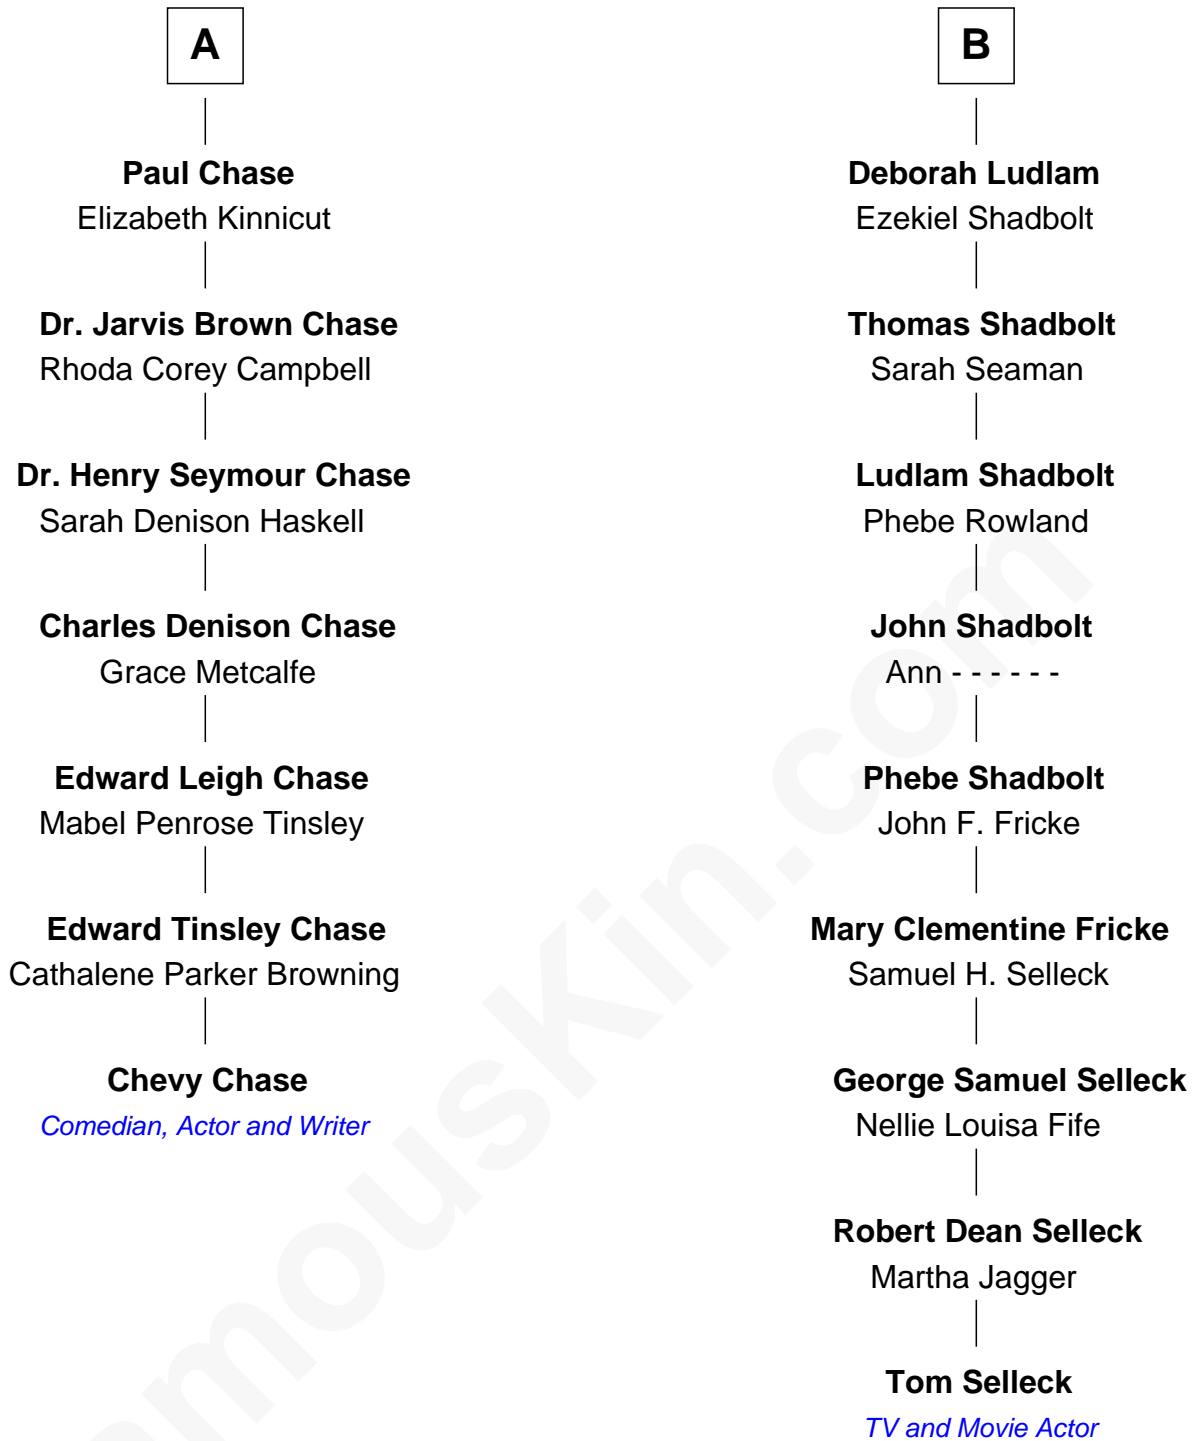 A
Paul Chase
Elizabeth Kinnicut
Dr. Jarvis Brown Chase
Rhoda Corey Campbell
Dr. Henry Seymour Chase
Sarah Denison Haskell
Charles Denison Chase
Grace Metcalfe
Edward Leigh Chase
Mabel Penrose Tinsley
Edward Tinsley Chase
Cathalene Parker Browning
Chevy Chase
Comedian, Actor and Writer
B
Deborah Ludlam
Ezekiel Shadbolt
Thomas Shadbolt
Sarah Seaman
Ludlam Shadbolt
Phebe Rowland
John Shadbolt
Ann - - - - - -
Phebe Shadbolt
John F. Fricke
Mary Clementine Fricke
Samuel H. Selleck
George Samuel Selleck
Nellie Louisa Fife
Robert Dean Selleck
Martha Jagger
Tom Selleck
TV and Movie Actor
amouskin.com